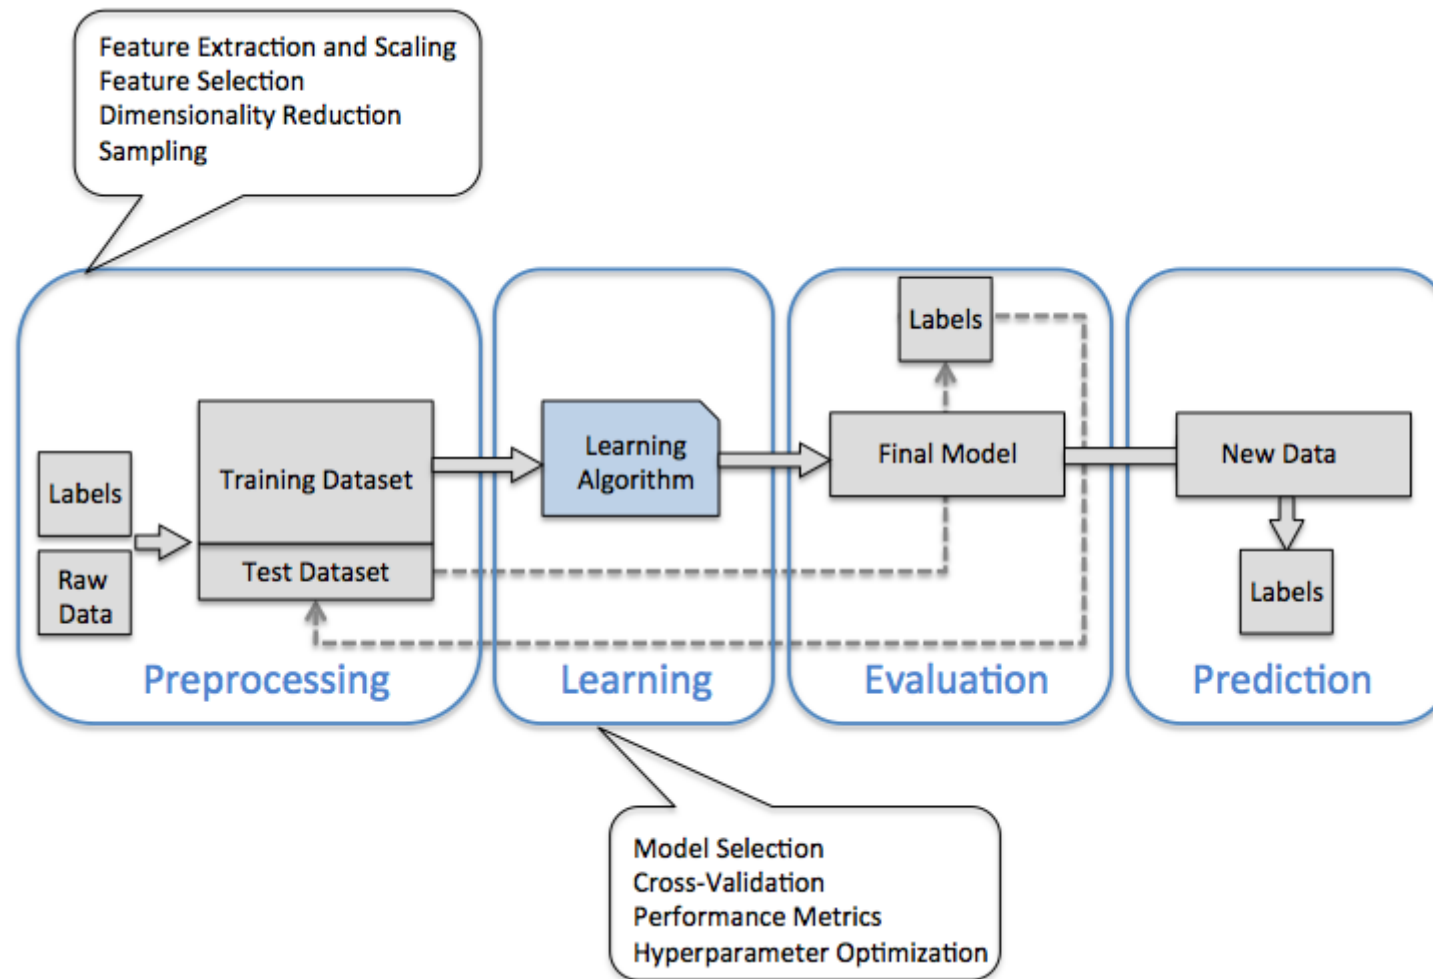 Feature Extraction and Scaling
Feature Selection
Dimensionality Reduction
Sampling
Labels
Raw
Data
Training Dataset
Test Dataset
Preprocessing
Learning
Algorithm
Learning
Labels
Final Model
Evaluation
New Data
Labels
Prediction
Model Selection
Cross-Validation
Performance Metrics
Hyperparameter Optimization